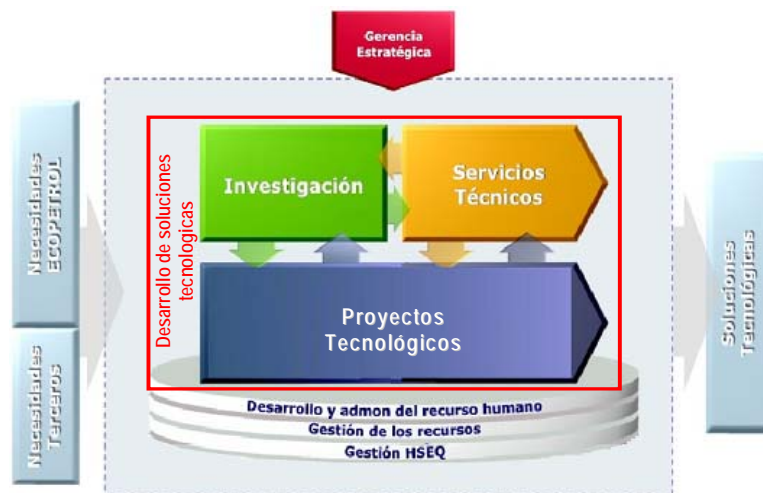 Gerencia
Estratégica
Necesidades
ECOPETROL
Necesidades
Terceros
Desarrollo de soluciones
tecnologicas
Investigación
Servicios
Técnicos
Proyectos
Tecnológicos
Desarrollo y admon del recurso humano
Gestión de los recursos
Gestión HSEQ
Soluciones
Tecnológicas